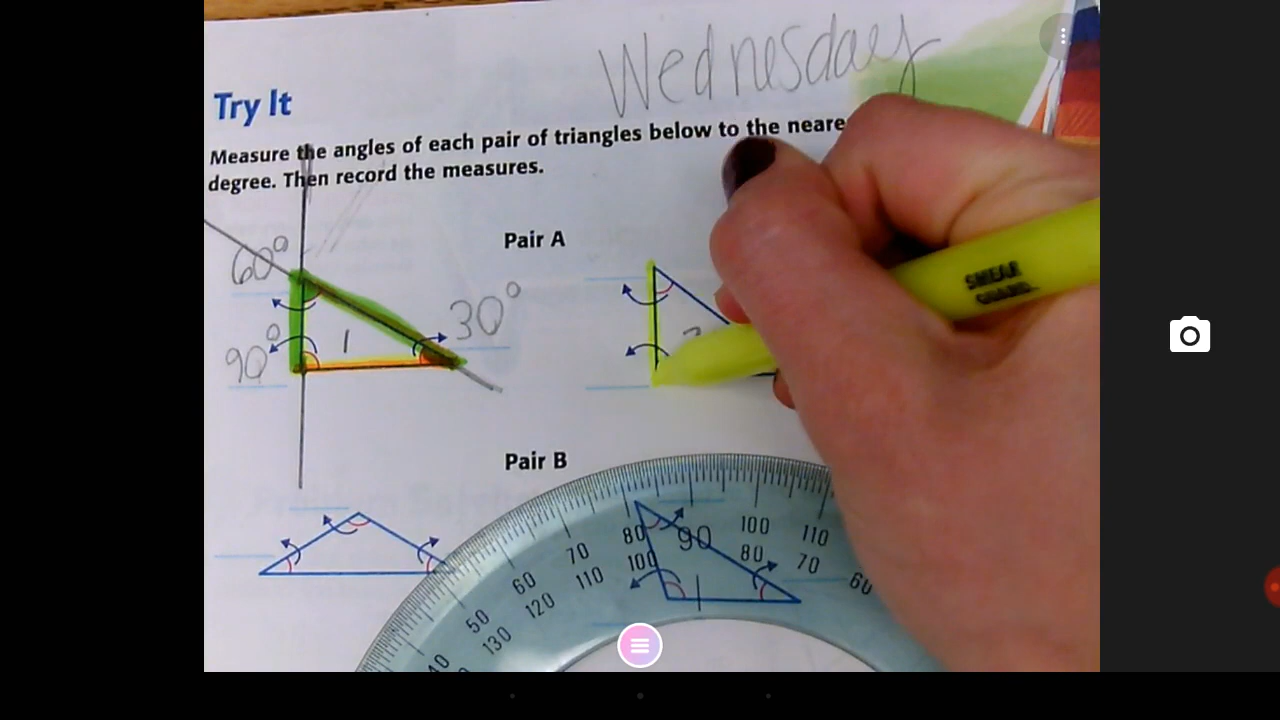 Wednesday
Try It
Measure the angles of each pair of triangles below to the neare
degree. Then record the measures.
Pair A
60°
90°
1
30°
SMEAR
GUARD
Pair B
40
50
130
60
120
70
110
80
100
90
100
80
110
70
60